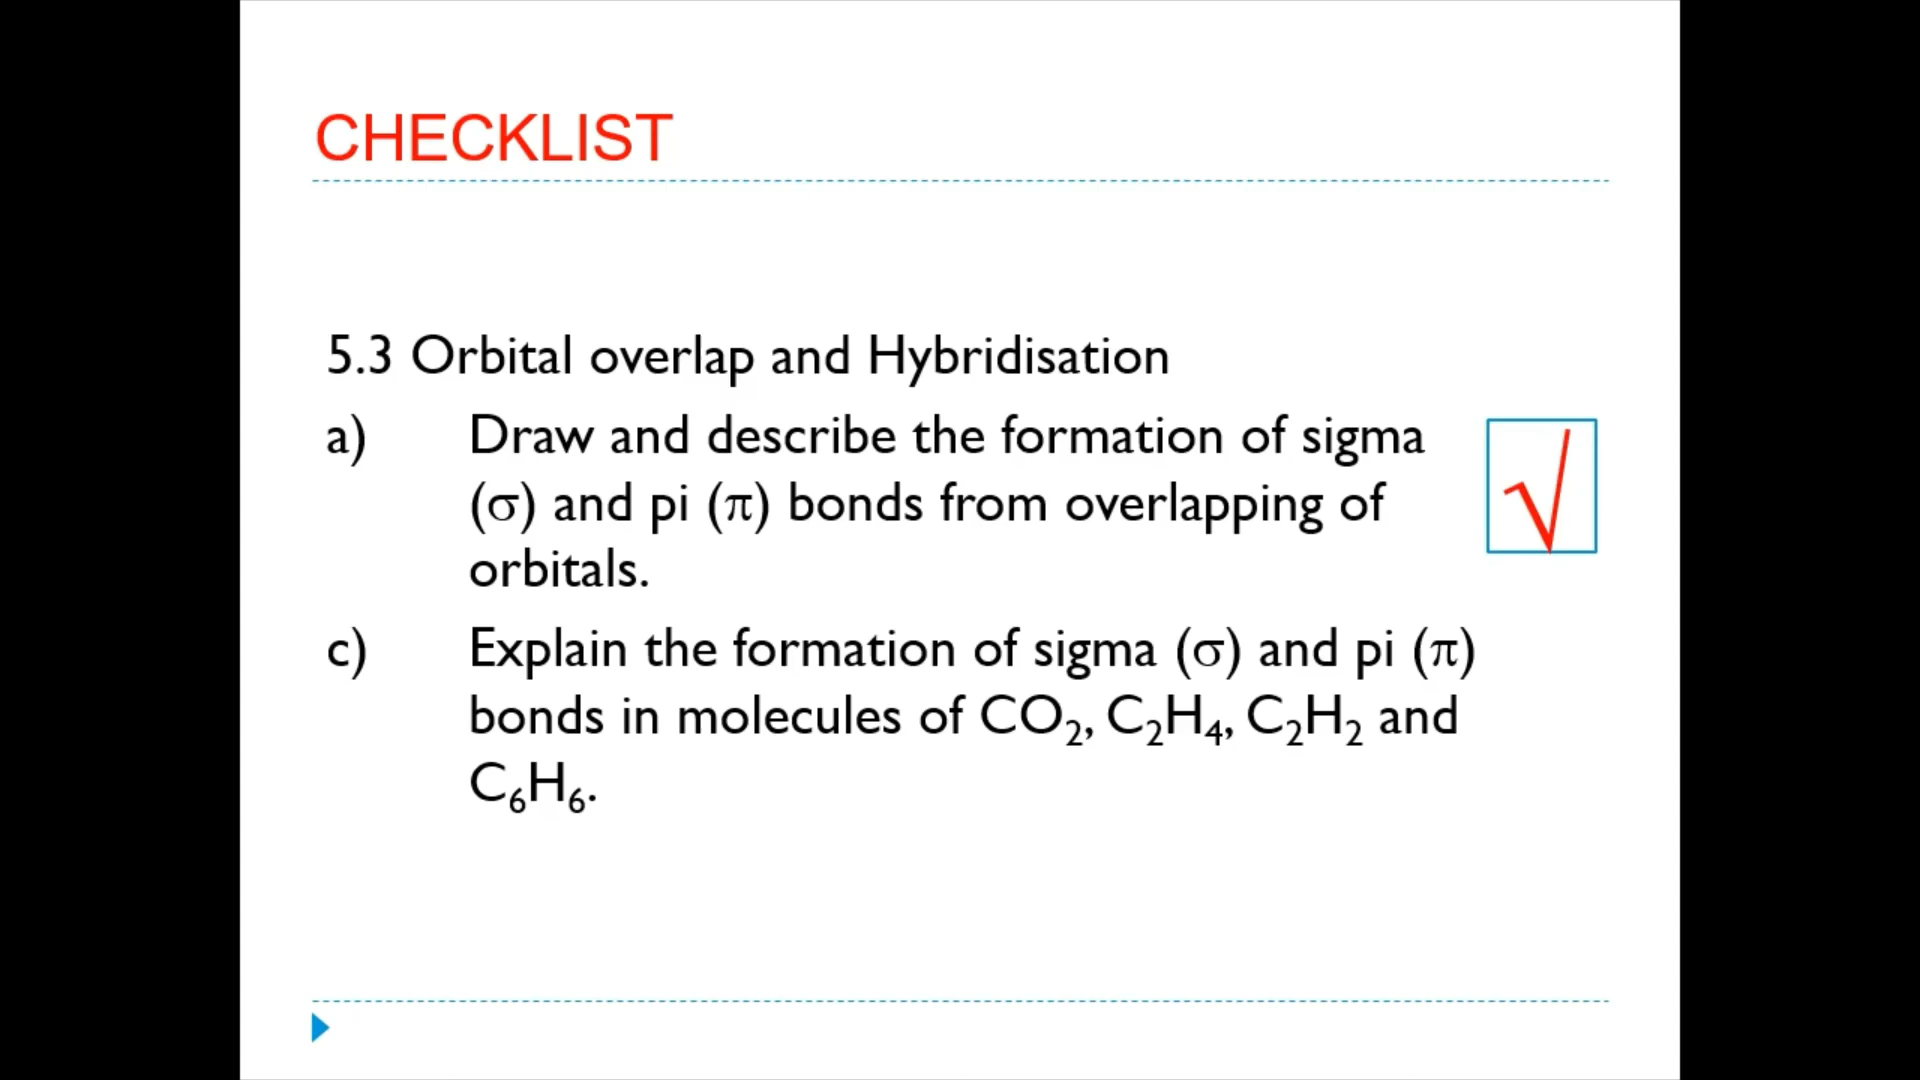 CHECKLIST
5.3 Orbital overlap and Hybridisation
a) Draw and describe the formation of sigma
(σ) and pi (π) bonds from overlapping of
orbitals.
√
c) Explain the formation of sigma (σ) and pi (π)
bonds in molecules of CO₂, C₂H₄, C₂H₂ and
C₆H₆.